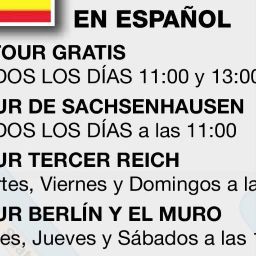 EN ESPAÑOL
TOUR GRATIS
DOS LOS DÍAS 11:00 y 13:00
UR DE SACHSENHAUSEN
DOS LOS DÍAS a las 11:00
UR TERCER REICH
rtes, Viernes y Domingos a la
UR BERLÍN Y EL MURO
es, Jueves y Sábados a las 1